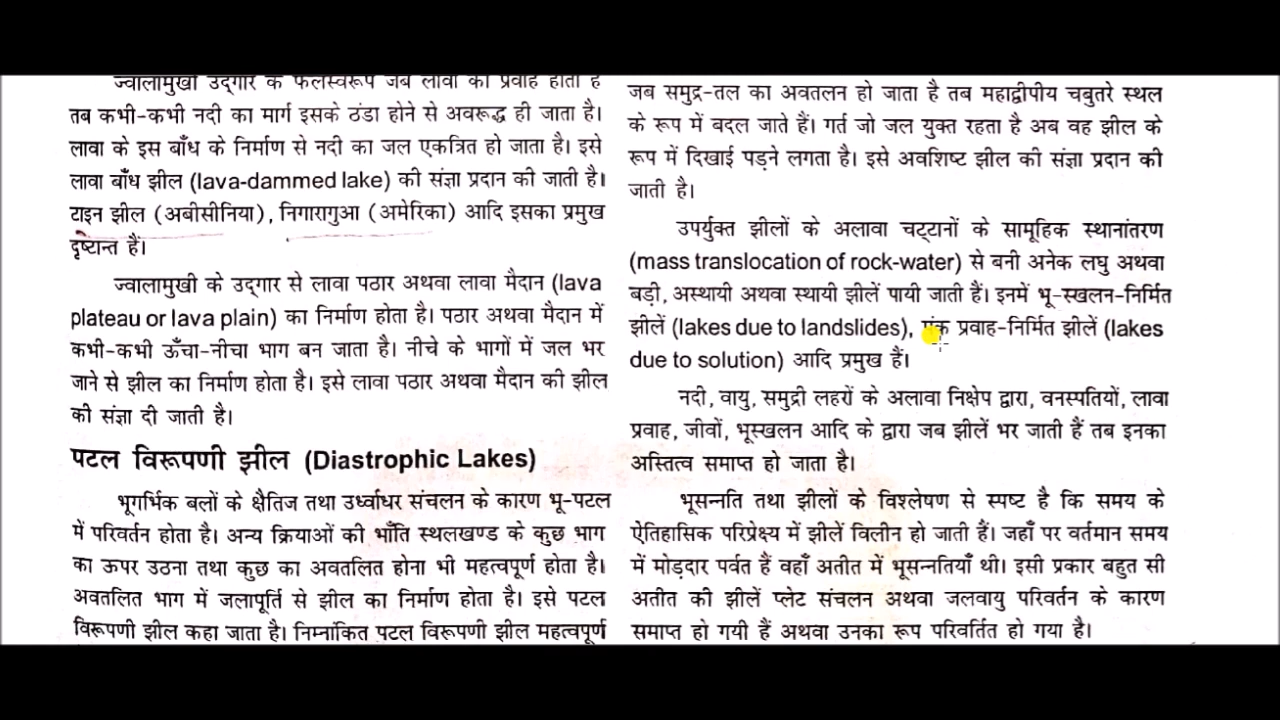 ज्वालामुखी उद्गार के फलस्वरूप जब लावा का प्रवाह होता है
तब कभी-कभी नदी का मार्ग इसके ठंडा होने से अवरूद्ध ही जाता है।
लावा के इस बाँध के निर्माण से नदी का जल एकत्रित हो जाता है। इसे
लावा बाँध झील (lava-dammed lake) की संज्ञा प्रदान की जाती है।
टाइन झील (अबीसीनिया), निगारागुआ (अमेरिका) आदि इसका प्रमुख
दृष्टान्त हैं।
ज्वालामुखी के उद्गार से लावा पठार अथवा लावा मैदान (lava
plateau or lava plain) का निर्माण होता है। पठार अथवा मैदान में
कभी-कभी ऊँचा-नीचा भाग बन जाता है। नीचे के भागों में जल भर
जाने से झील का निर्माण होता है। इसे लावा पठार अथवा मैदान की झील
की संज्ञा दी जाती है।
पटल विरूपणी झील (Diastrophic Lakes)
भूगर्भिक बलों के क्षैतिज तथा उर्ध्वाधर संचलन के कारण भू-पटल
में परिवर्तन होता है। अन्य क्रियाओं की भाँति स्थलखण्ड के कुछ भाग
का ऊपर उठना तथा कुछ का अवतलित होना भी महत्वपूर्ण होता है।
अवतलित भाग में जलापूर्ति से झील का निर्माण होता है। इसे पटल
विरूपणी झील कहा जाता है। निम्नांकित पटल विरूपणी झील महत्वपूर्ण
जब समुद्र-तल का अवतलन हो जाता है तब महाद्वीपीय चबुतरे स्थल
के रूप में बदल जाते हैं। गर्त जो जल युक्त रहता है अब वह झील के
रूप में दिखाई पड़ने लगता है। इसे अवशिष्ट झील की संज्ञा प्रदान की
जाती है।
उपर्युक्त झीलों के अलावा चट्टानों के सामूहिक स्थानांतरण
(mass translocation of rock-water) से बनी अनेक लघु अथवा
बड़ी, अस्थायी अथवा स्थायी झीलें पायी जाती हैं। इनमें भू-स्खलन-निर्मित
झीलें (lakes due to landslides), पंक प्रवाह-निर्मित झीलें (lakes
due to solution) आदि प्रमुख हैं।
नदी, वायु, समुद्री लहरों के अलावा निक्षेप द्वारा, वनस्पतियों, लावा
प्रवाह, जीवों, भूस्खलन आदि के द्वारा जब झीलें भर जाती हैं तब इनका
अस्तित्व समाप्त हो जाता है।
भूसन्नति तथा झीलों के विश्लेषण से स्पष्ट है कि समय के
ऐतिहासिक परिप्रेक्ष्य में झीलें विलीन हो जाती हैं। जहाँ पर वर्तमान समय
में मोड़दार पर्वत हैं वहाँ अतीत में भूसन्नतियाँ थी। इसी प्रकार बहुत सी
अतीत की झीलें प्लेट संचलन अथवा जलवायु परिवर्तन के कारण
समाप्त हो गयी हैं अथवा उनका रूप परिवर्तित हो गया है।